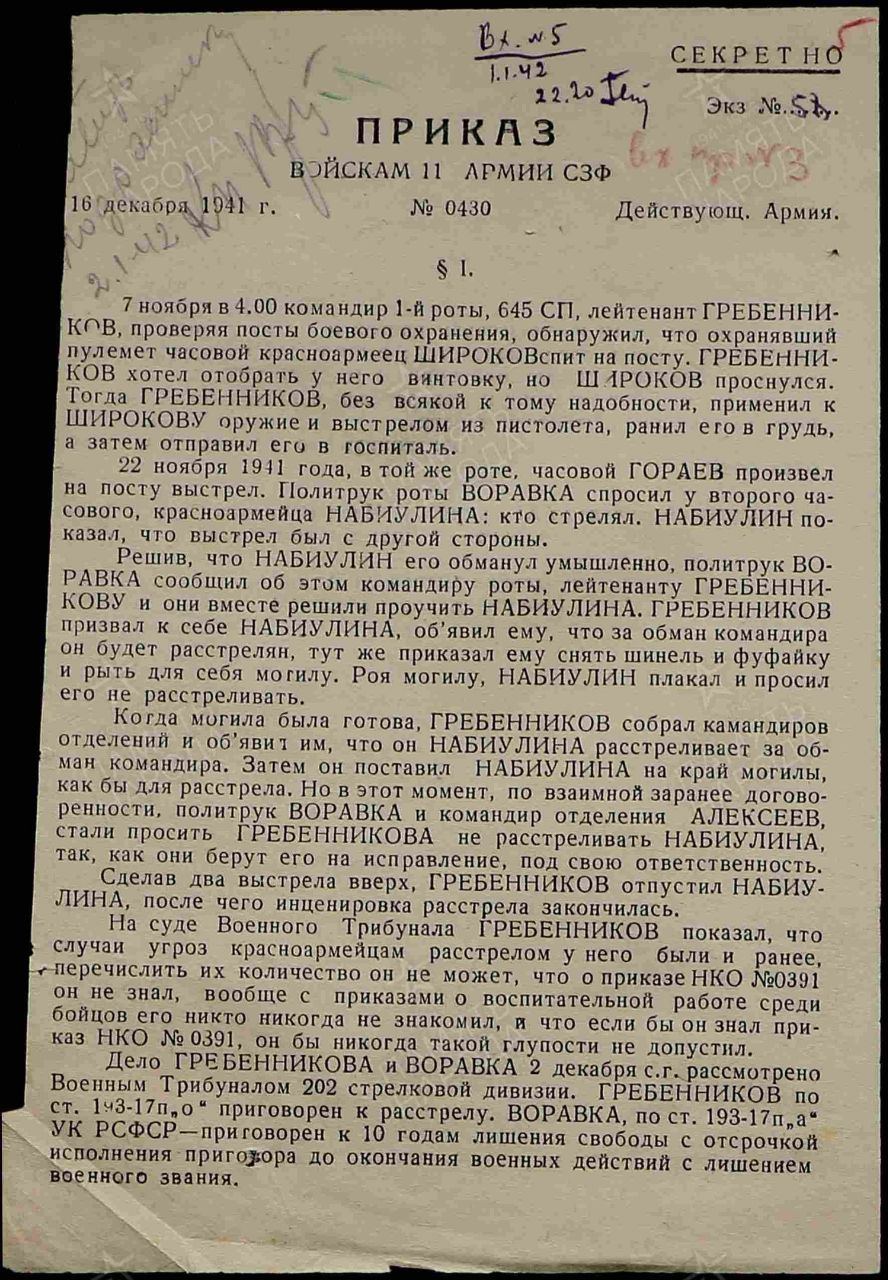 Вх. №5
1.1.42
22.20
5
СЕКРЕТНО
Экз №
ПРИКАЗ
ВОЙСКАМ 11 АРМИИ СЗФ
вх №3
16 декабря 1941 г. № 0430 Действующ. Армия.
2.1.42
§ 1.
7 ноября в 4.00 командир 1-й роты, 645 СП, лейтенант ГРЕБЕННИ-
КОВ, проверяя посты боевого охранения, обнаружил, что охранявший
пулемет часовой красноармеец ШИРОКОВспит на посту. ГРЕБЕННИ-
КОВ хотел отобрать у него винтовку, но ШИРОКОВ проснулся.
Тогда ГРЕБЕННИКОВ, без всякой к тому надобности, применил к
ШИРОКОВУ оружие и выстрелом из пистолета, ранил его в грудь,
а затем отправил его в госпиталь.
22 ноября 1941 года, в той же роте, часовой ГОРАЕВ произвел
на посту выстрел. Политрук роты ВОРАВКА спросил у второго ча-
сового, красноармейца НАБИУЛИНА: кто стрелял. НАБИУЛИН по-
казал, что выстрел был с другой стороны.
Решив, что НАБИУЛИН его обманул умышленно, политрук ВО-
РАВКА сообщил об этом командиру роты, лейтенанту ГРЕБЕННИ-
КОВУ и они вместе решили проучить НАБИУЛИНА. ГРЕБЕННИКОВ
призвал к себе НАБИУЛИНА, об'явил ему, что за обман командира
он будет расстрелян, тут же приказал ему снять шинель и фуфайку
и рыть для себя могилу. Роя могилу, НАБИУЛИН плакал и просил
его не расстреливать.
Когда могила была готова, ГРЕБЕННИКОВ собрал камандиров
отделений и об'явил им, что он НАБИУЛИНА расстреливает за об-
ман командира. Затем он поставил НАБИУЛИНА на край могилы,
как бы для расстрела. Но в этот момент, по взаимной заранее догово-
ренности, политрук ВОРАВКА и командир отделения АЛЕКСЕЕВ,
стали просить ГРЕБЕННИКОВА не расстреливать НАБИУЛИНА,
так, как они берут его на исправление, под свою ответственность.
Сделав два выстрела вверх, ГРЕБЕННИКОВ отпустил НАБИУ-
ЛИНА, после чего инценировка расстрела закончилась.
На суде Военного Трибунала ГРЕБЕННИКОВ показал, что
случаи угроз красноармейцам расстрелом у него были и ранее,
перечислить их количество он не может, что о приказе НКО №0391
он не знал, вообще с приказами о воспитательной работе среди
бойцов его никто никогда не знакомил, и что если бы он знал при-
каз НКО № 0391, он бы никогда такой глупости не допустил.
Дело ГРЕБЕННИКОВА и ВОРАВКА 2 декабря с.г. рассмотрено
Военным Трибуналом 202 стрелковой дивизии. ГРЕБЕННИКОВ по
ст. 193-17п„о“ приговорен к расстрелу. ВОРАВКА, по ст. 193-17п„а“
УК РСФСР—приговорен к 10 годам лишения свободы с отсрочкой
исполнения приговора до окончания военных действий с лишением
военного звания.